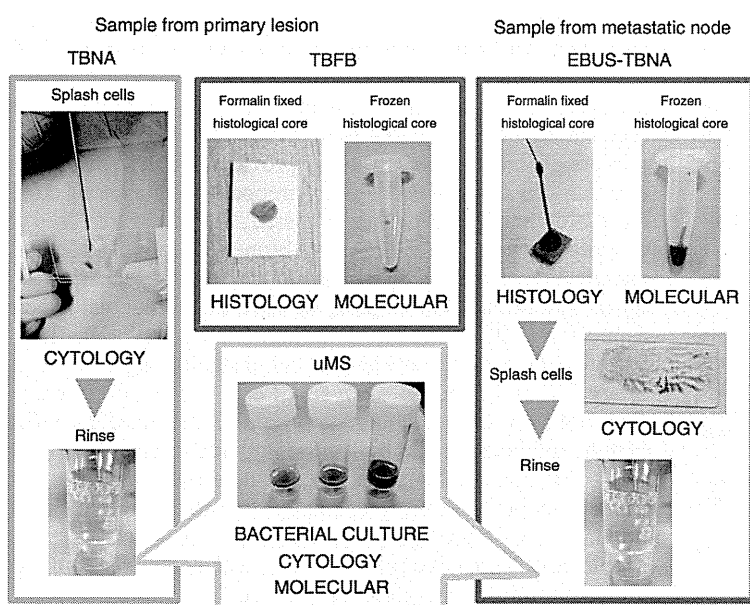 Sample from primary lesion
Sample from metastatic node
TBNA
TBFB
EBUS-TBNA
Splash cells
CYTOLOGY
Rinse
Formalin fixed
histological core
HISTOLOGY
Frozen
histological core
MOLECULAR
uMS
BACTERIAL CULTURE
CYTOLOGY
MOLECULAR
Formalin fixed
histological core
HISTOLOGY
Frozen
histological core
MOLECULAR
Splash cells
CYTOLOGY
Rinse